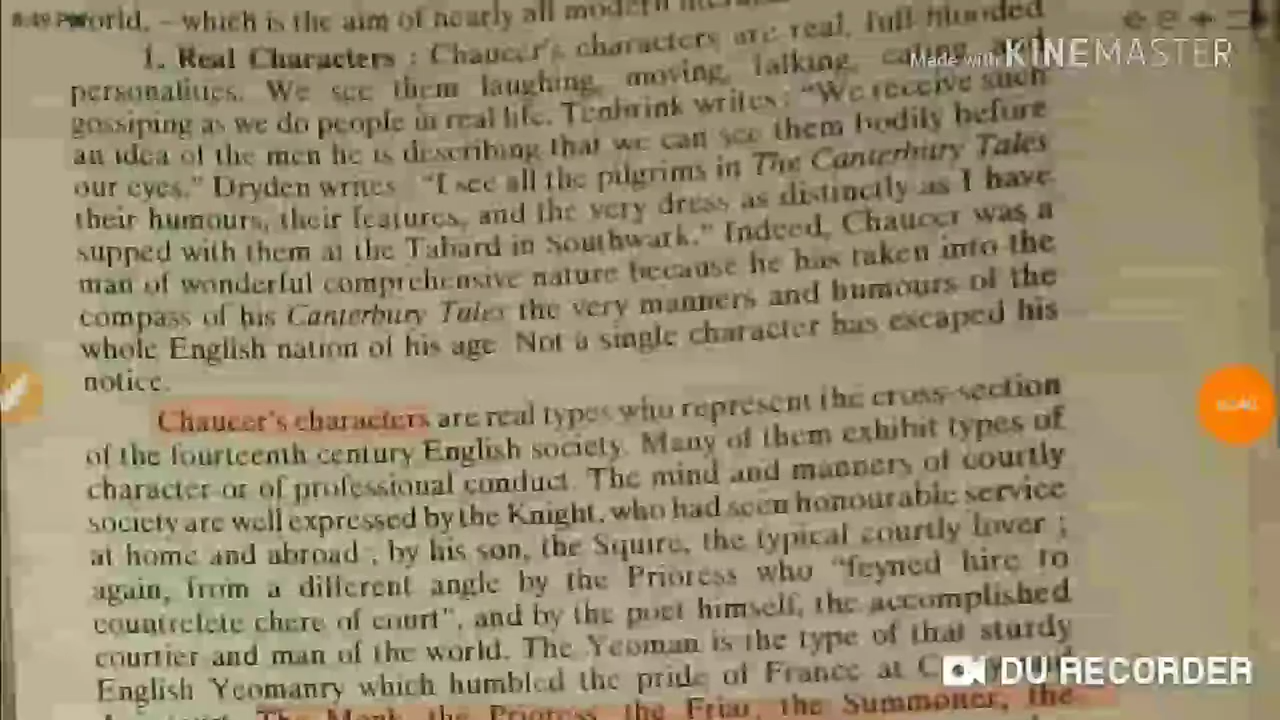 8:49 P
world, – which is the aim of nearly all modern
1. Real Characters : Chaucer's characters are real, full-blooded
Made with KINEMASTER
personalities. We see them laughing, moving, talking, eating, and
gossiping as we do people in real life. Tenbrink writes : "We receive such
an idea of the men he is describing that we can see them bodily before
our eyes." Dryden writes : "I see all the pilgrims in The Canterbury Tales
their humours, their features, and the very dress as distinctly as I have
supped with them at the Tabard in Southwark." Indeed, Chaucer was a
man of wonderful comprehensive nature because he has taken into the
compass of his Canterbury Tales the very manners and humours of the
whole English nation of his age. Not a single character has escaped his
notice.
Chaucer's characters are real types who represent the cross-section
of the fourteenth century English society. Many of them exhibit types of
character or of professional conduct. The mind and manners of courtly
society are well expressed by the Knight, who had seen honourable service
at home and abroad ; by his son, the Squire, the typical courtly lover ;
again, from a different angle by the Prioress who "feyned hire to
countrefete chere of court", and by the poet himself, the accomplished
courtier and man of the world. The Yeoman is the type of that sturdy
English Yeomanry which humbled the pride of France at
DU RECORDER
The Monk, the Prioress, the Friar, the Summoner, the